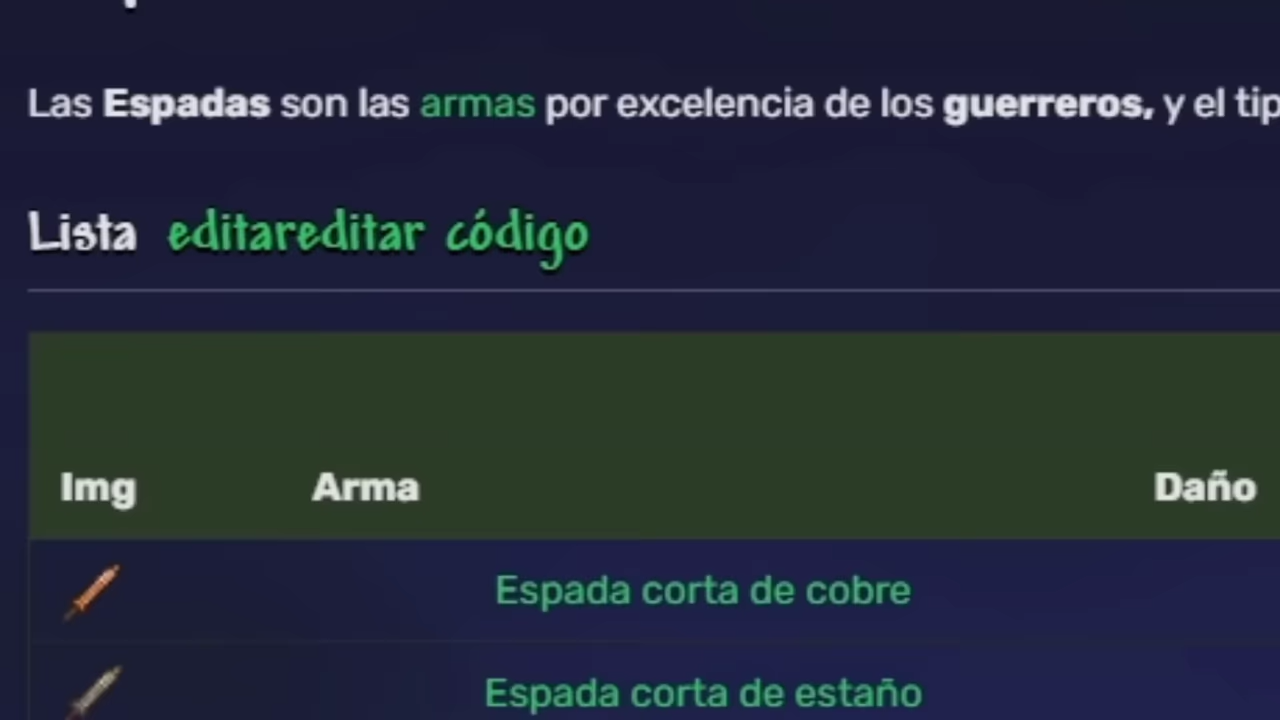 Las Espadas son las armas por excelencia de los guerreros, y el tip
Lista editareditar código
Img Arma Daño
Espada corta de cobre
Espada corta de estaño